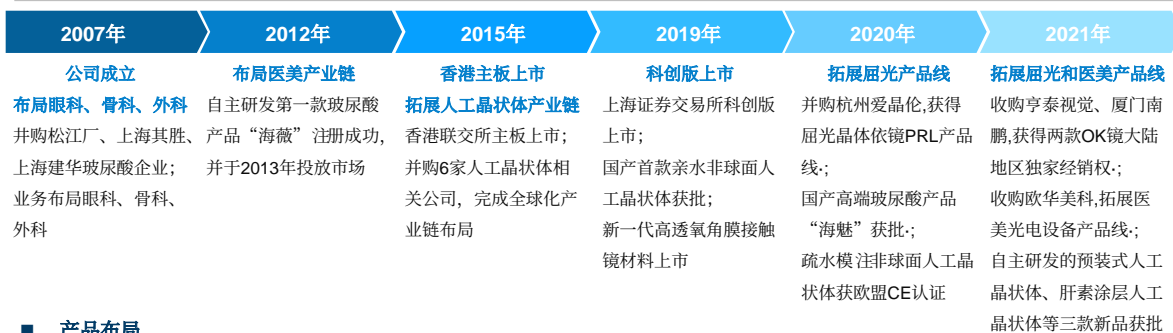 2007年
2012年
2015年
2019年
2020年
2021年
公司成立
布局眼科、骨科、外科
并购松江厂、上海其胜、
上海建华玻尿酸企业；
业务布局眼科、骨科、
外科
布局医美产业链
自主研发第一款玻尿酸
产品“海薇”注册成功,
并于2013年投放市场
香港主板上市
拓展人工晶状体产业链
香港联交所主板上市；
并购6家人工晶状体相
关公司，完成全球化产
业链布局
科创版上市
上海证券交易所科创版
上市；
国产首款亲水非球面人
工晶状体获批；
新一代高透氧角膜接触
镜材料上市
拓展屈光产品线
并购杭州爱晶伦,获得
屈光晶体依镜PRL产品
线·;
国产高端玻尿酸产品
“海魅”获批·;
疏水模注非球面人工晶
状体获欧盟CE认证
拓展屈光和医美产品线
收购亨泰视觉、厦门南
鹏,获得两款OK镜大陆
地区独家经销权·;
收购欧华美科,拓展医
美光电设备产品线·;
自主研发的预装式人工
晶状体、肝素涂层人工
晶状体等三款新品获批
■ 产品布局